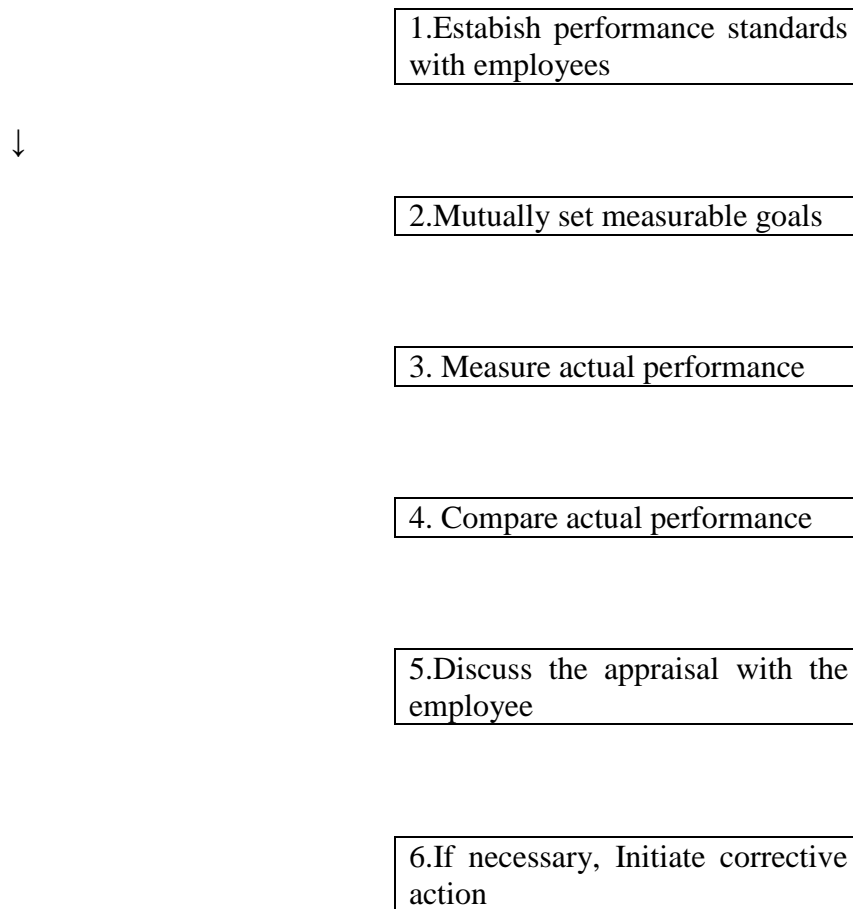 1.Estabish performance standards
with employees
↓
2.Mutually set measurable goals
3. Measure actual performance
4. Compare actual performance
5.Discuss the appraisal with the
employee
6.If necessary, Initiate corrective
action